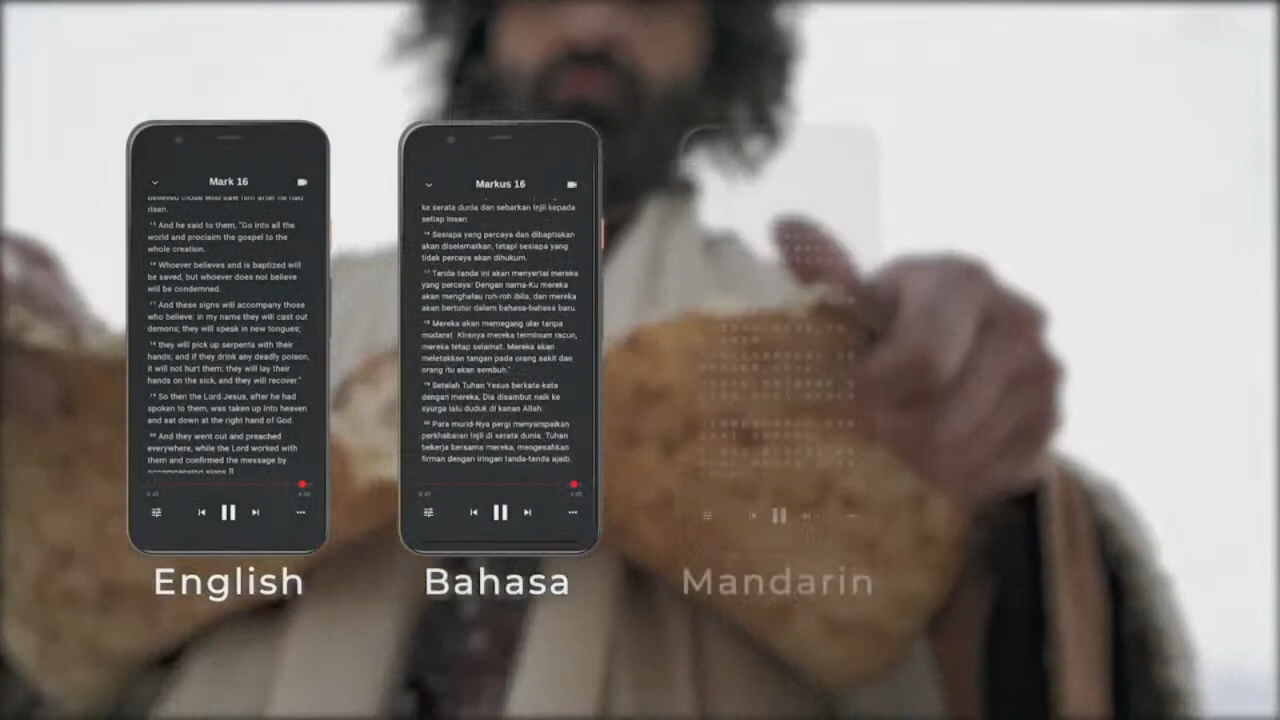 Mark 16
believed those who saw him after he had
risen.
15 And he said to them, "Go into all the
world and proclaim the gospel to the
whole creation.
16 Whoever believes and is baptized will
be saved, but whoever does not believe
will be condemned.
17 And these signs will accompany those
who believe: in my name they will cast out
demons; they will speak in new tongues;
18 they will pick up serpents with their
hands; and if they drink any deadly poison,
it will not hurt them; they will lay their
hands on the sick, and they will recover."
19 So then the Lord Jesus, after he had
spoken to them, was taken up into heaven
and sat down at the right hand of God.
20 And they went out and preached
everywhere, while the Lord worked with
them and confirmed the message by
accompanying signs.]]
English
Markus 16
ke serata dunia dan sebarkan Injil kepada
setiap insan.
16 Sesiapa yang percaya dan dibaptiskan
akan diselamatkan, tetapi sesiapa yang
tidak percaya akan dihukum.
17 Tanda-tanda ini akan menyertai mereka
yang percaya: Dengan nama-Ku mereka
akan menghalau roh-roh iblis, dan mereka
akan bertutur dalam bahasa-bahasa baru.
18 Mereka akan memegang ular tanpa
mudarat. Kiranya mereka terminum racun,
mereka tetap selamat. Mereka akan
meletakkan tangan pada orang sakit dan
orang itu akan sembuh."
19 Setelah Tuhan Yesus berkata-kata
dengan mereka, Dia disambut naik ke
syurga lalu duduk di kanan Allah.
20 Para murid-Nya pergi menyampaikan
perkhabaran Injil di serata dunia. Tuhan
bekerja bersama mereka, mengesahkan
firman dengan iringan tanda-tanda ajaib.
Bahasa
Mandarin